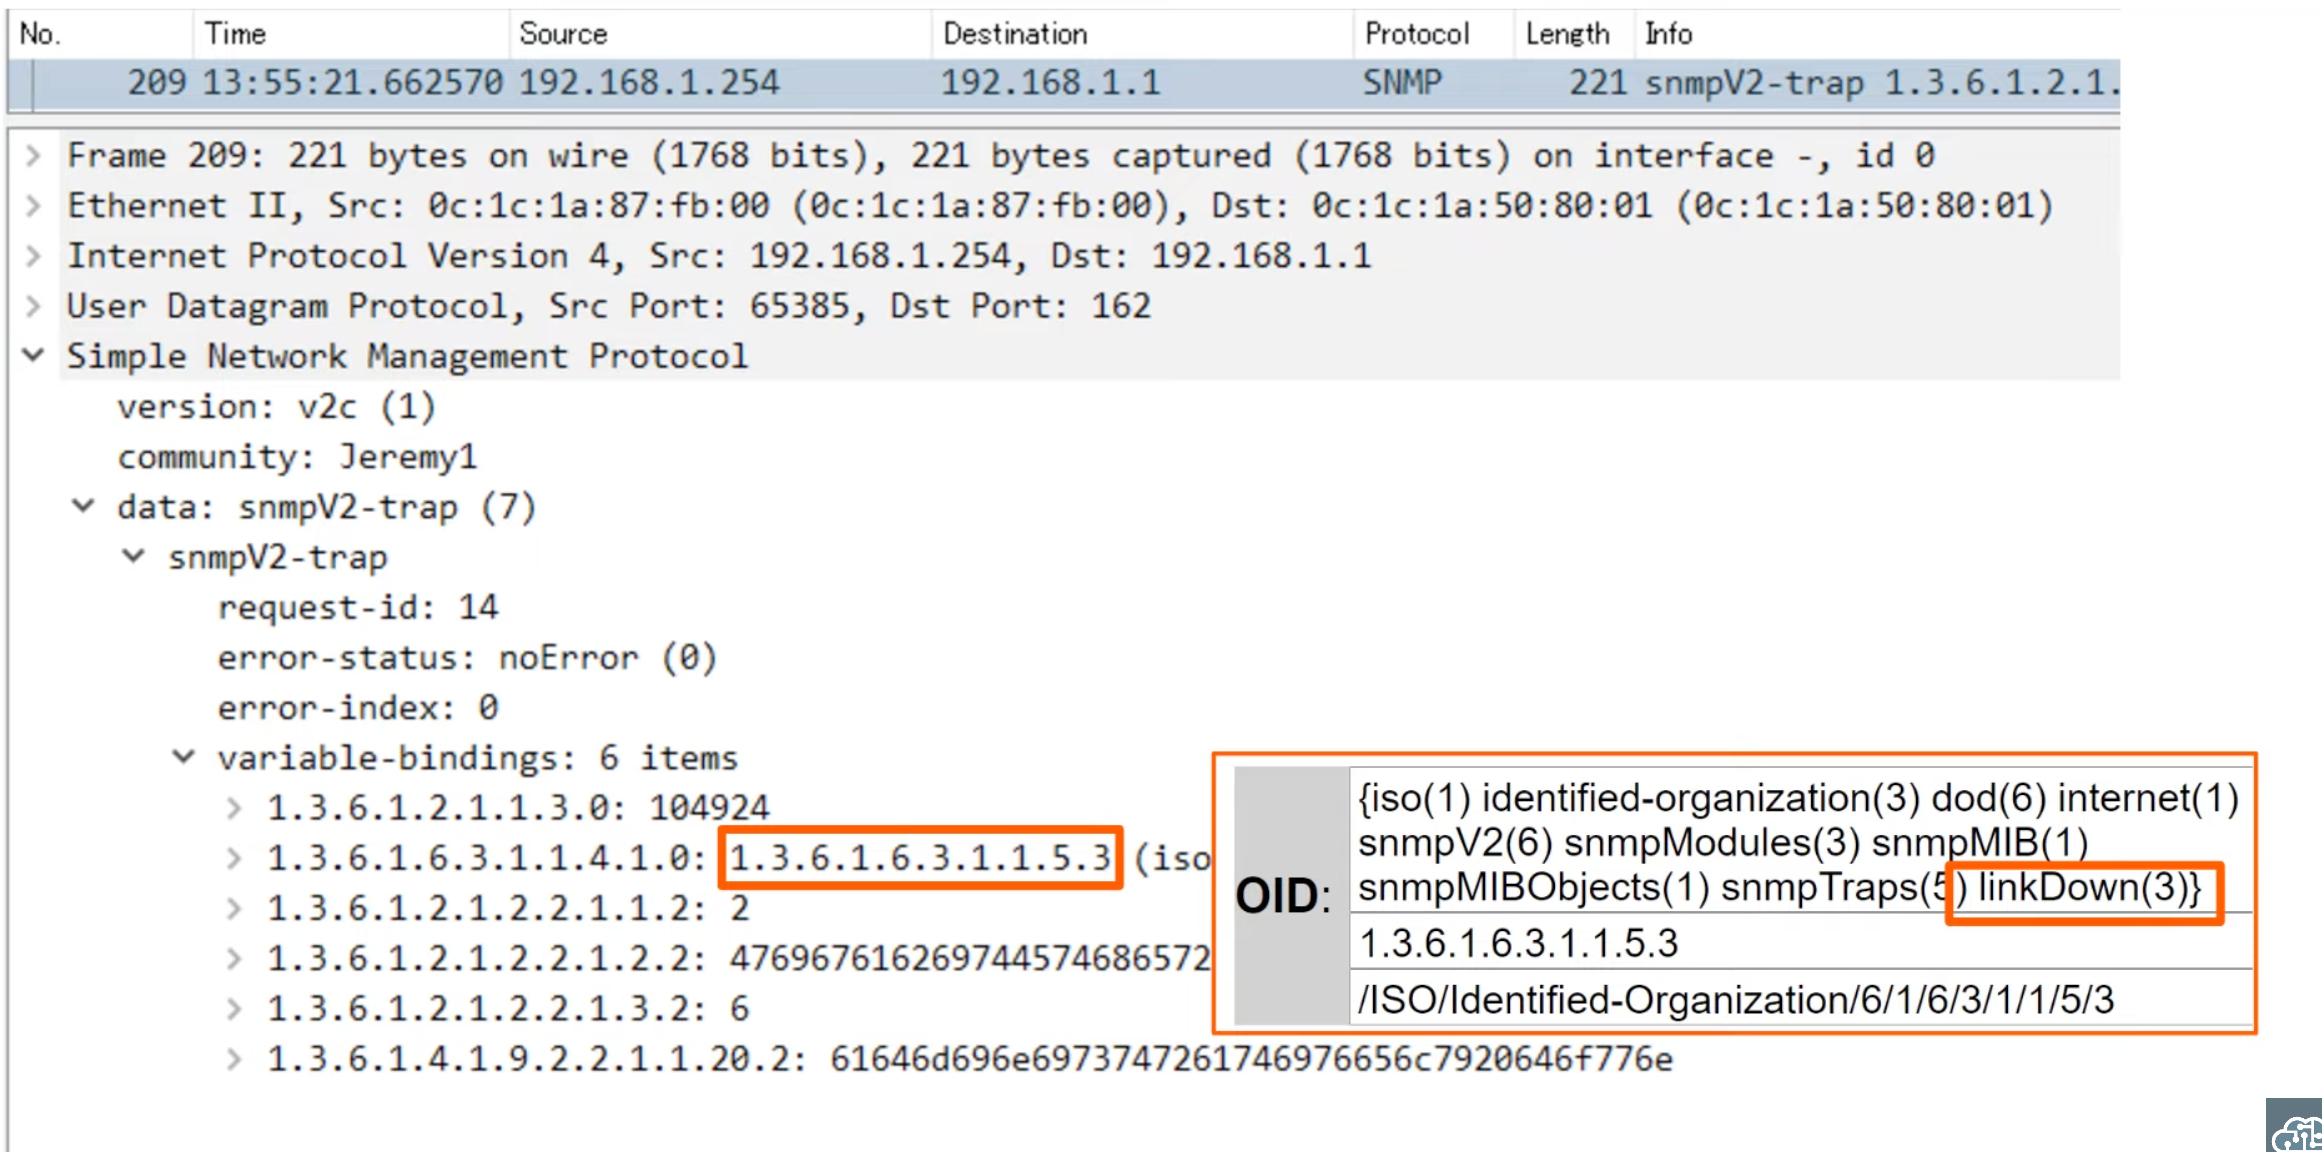 No. Time Source Destination Protocol Length Info
209 13:55:21.662570 192.168.1.254 192.168.1.1 SNMP 221 snmpV2-trap 1.3.6.1.2.1.
Frame 209: 221 bytes on wire (1768 bits), 221 bytes captured (1768 bits) on interface -, id 0
Ethernet II, Src: 0c:1c:1a:87:fb:00 (0c:1c:1a:87:fb:00), Dst: 0c:1c:1a:50:80:01 (0c:1c:1a:50:80:01)
Internet Protocol Version 4, Src: 192.168.1.254, Dst: 192.168.1.1
User Datagram Protocol, Src Port: 65385, Dst Port: 162
Simple Network Management Protocol
version: v2c (1)
community: Jeremy1
data: snmpV2-trap (7)
snmpV2-trap
request-id: 14
error-status: noError (0)
error-index: 0
variable-bindings: 6 items
1.3.6.1.2.1.1.3.0: 104924
1.3.6.1.6.3.1.1.4.1.0: 1.3.6.1.6.3.1.1.5.3 (iso
1.3.6.1.2.1.2.2.1.1.2: 2
1.3.6.1.2.1.2.2.1.2.2: 476967616269744574686572
1.3.6.1.2.1.2.2.1.3.2: 6
1.3.6.1.4.1.9.2.2.1.1.20.2: 61646d696e6973747261746976656c7920646f776e
OID:
{iso(1) identified-organization(3) dod(6) internet(1)
snmpV2(6) snmpModules(3) snmpMIB(1)
snmpMIBObjects(1) snmpTraps(5) linkDown(3)}
1.3.6.1.6.3.1.1.5.3
/ISO/Identified-Organization/6/1/6/3/1/1/5/3